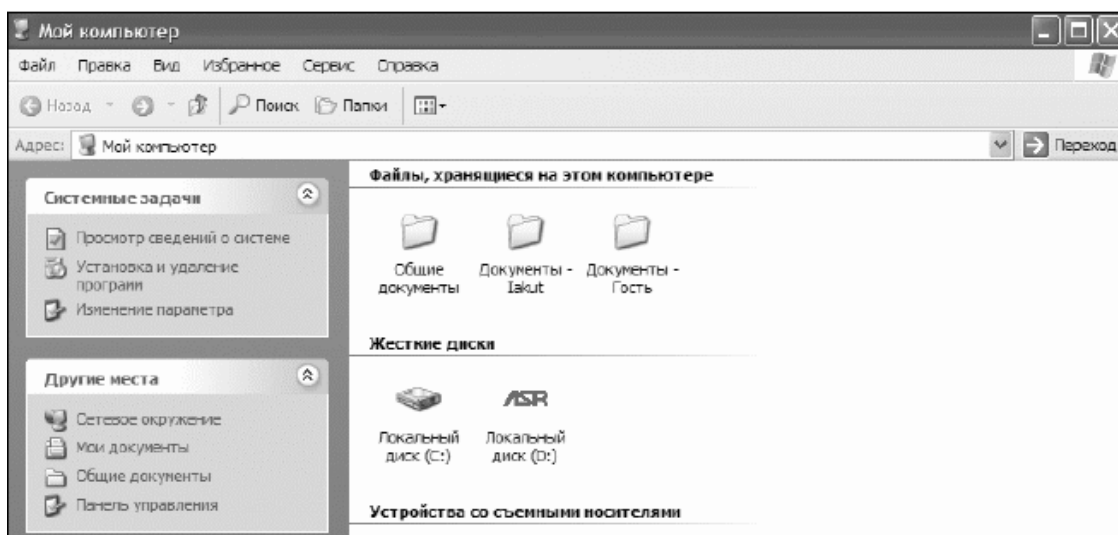 Мой компьютер
Файл Правка Вид Избранное Сервис Справка
Назад Поиск Папки
Адрес: Мой компьютер Переход
Файлы, хранящиеся на этом компьютере
Системные задачи
Просмотр сведений о системе
Установка и удаление
программ
Изменение параметра
Общие
документы
Документы -
Iakut
Документы -
Гость
Жесткие диски
Другие места
Сетевое окружение
Мои документы
Общие документы
Панель управления
ASR
Локальный
диск (C:)
Локальный
диск (D:)
Устройства со съемными носителями